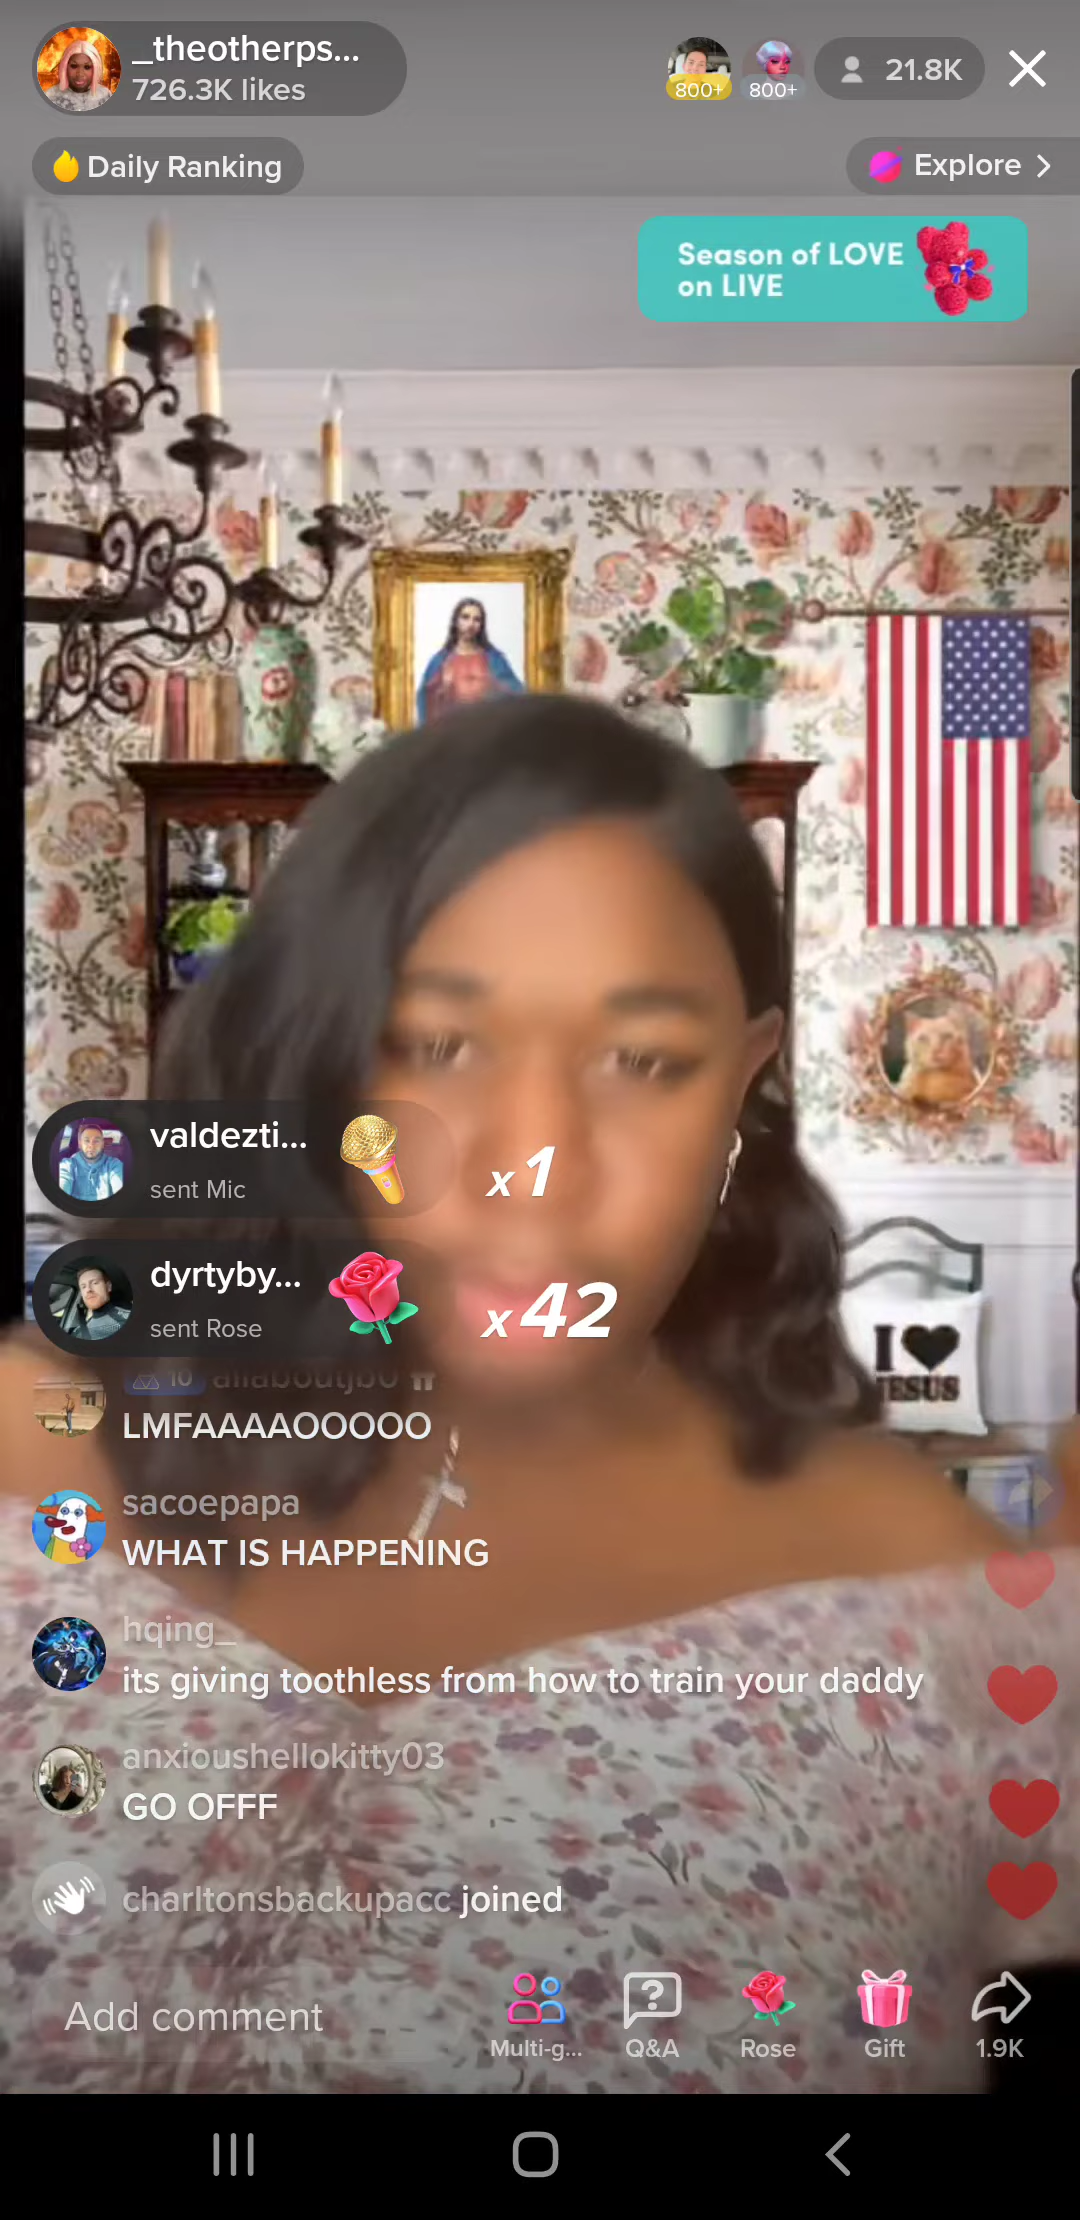 _theotherps...
726.3K likes
800+
800+
21.8K
Daily Ranking
Explore
Season of LOVE
on LIVE
valdezti...
sent Mic
x1
dyrtyby...
sent Rose
x42
10 allaboutjb0
LMFAAAAOOOOO
I
JESUS
sacoepapa
WHAT IS HAPPENING
hqing_
its giving toothless from how to train your daddy
anxioushellokitty03
GO OFFF
charltonsbackupacc joined
Add comment
Multi-g...
Q&A
Rose
Gift
1.9K